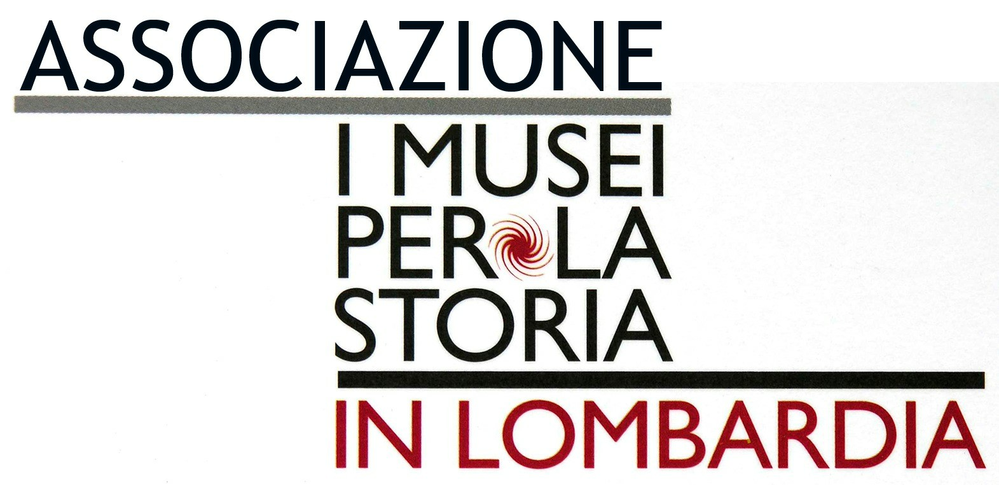 ASSOCIAZIONE
I MUSEI
PER LA
STORIA
IN LOMBARDIA